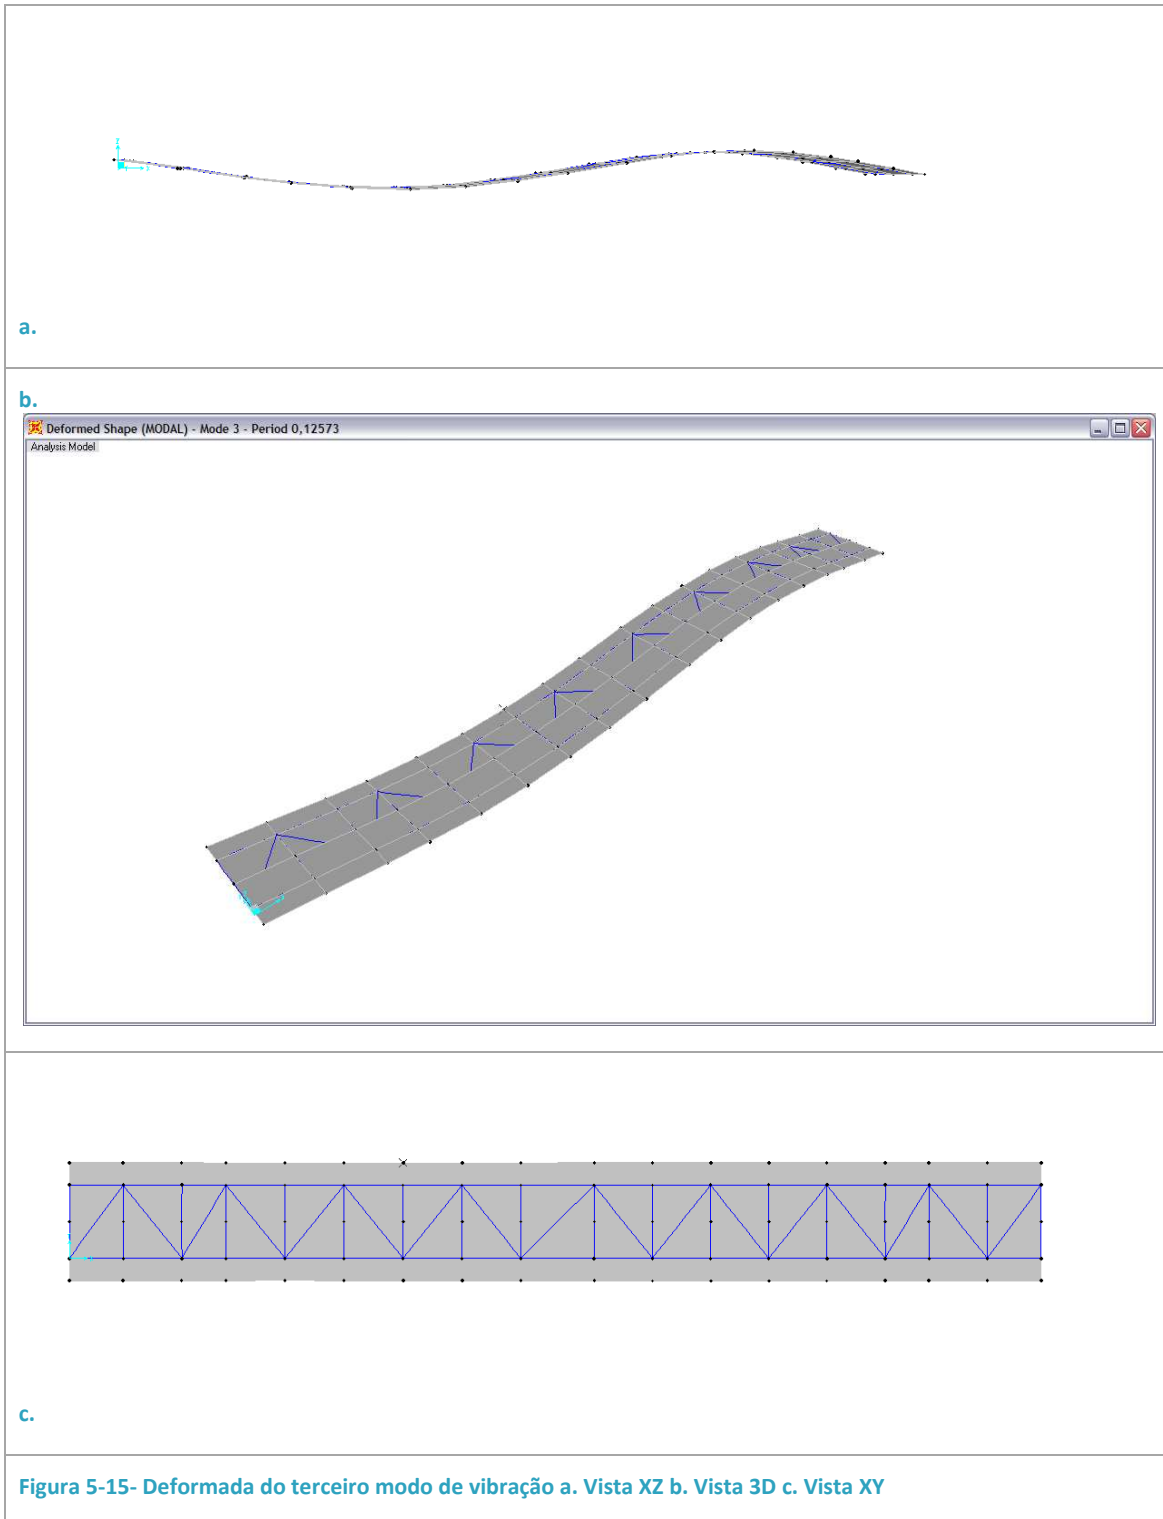 a.
b.
Deformed Shape (MODAL) - Mode 3 - Period 0,12573
Analysis Model
c.
Figura 5-15- Deformada do terceiro modo de vibração a. Vista XZ b. Vista 3D c. Vista XY